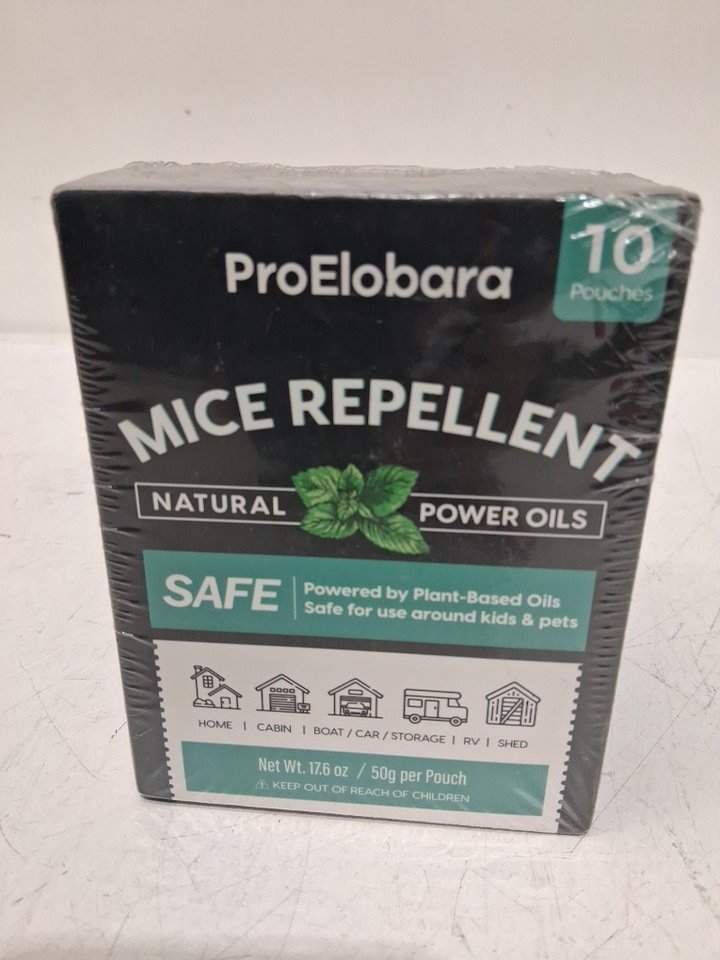 ProElobara
10
Pouches
MICE REPELLENT
NATURAL POWER OILS
SAFE
Powered by Plant-Based Oils
Safe for use around kids & pets
HOME | CABIN | BOAT / CAR / STORAGE | RV | SHED
Net Wt. 17.6 oz / 50g per Pouch
⚠ KEEP OUT OF REACH OF CHILDREN